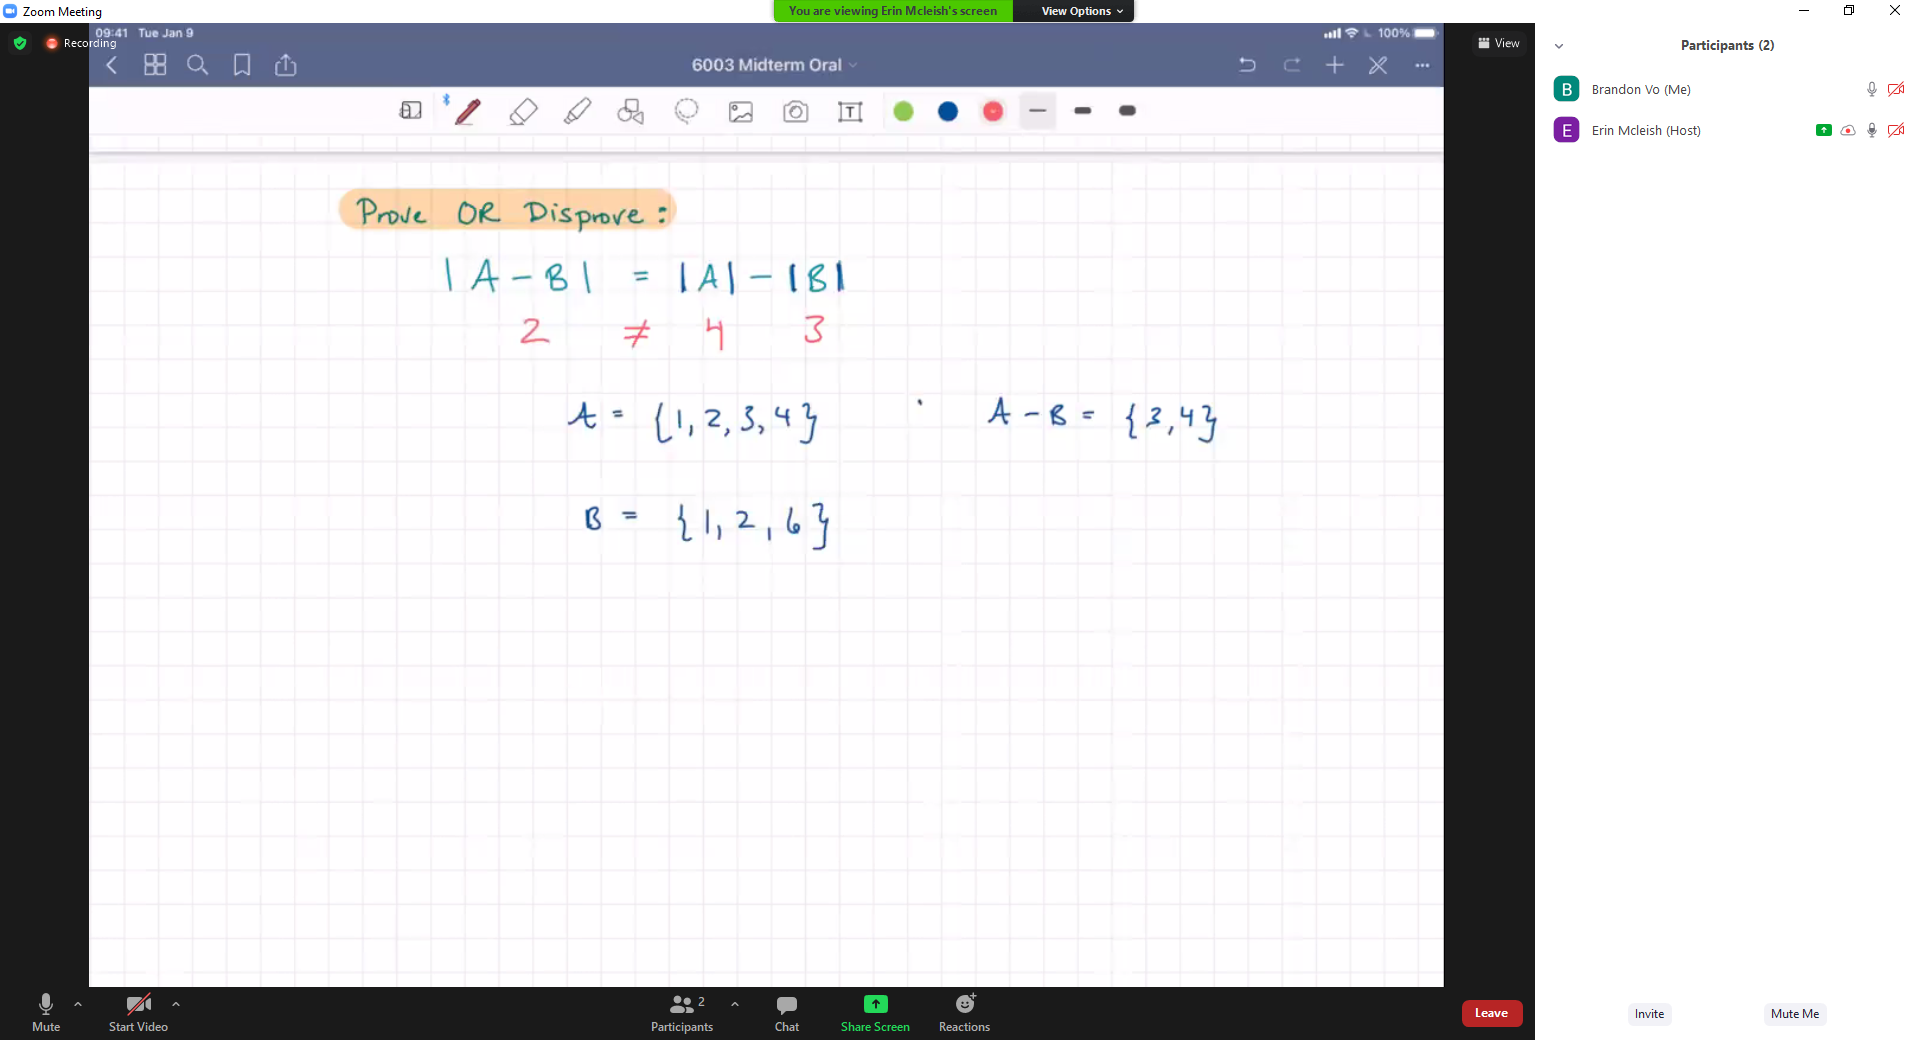 Zoom Meeting
You are viewing Erin Mcleish's screen
View Options
Recording
09:41 Tue Jan 9
100%
6003 Midterm Oral
View
Participants (2)
B Brandon Vo (Me)
E Erin Mcleish (Host)
T
Prove OR Disprove:
|A-B| = |A|-|B|
2 ≠ 4 3
A = {1, 2, 3, 4} A-B = {3,4}
B = {1, 2, 6}
Mute
Start Video
2
Participants
Chat
Share Screen
Reactions
Leave
Invite
Mute Me